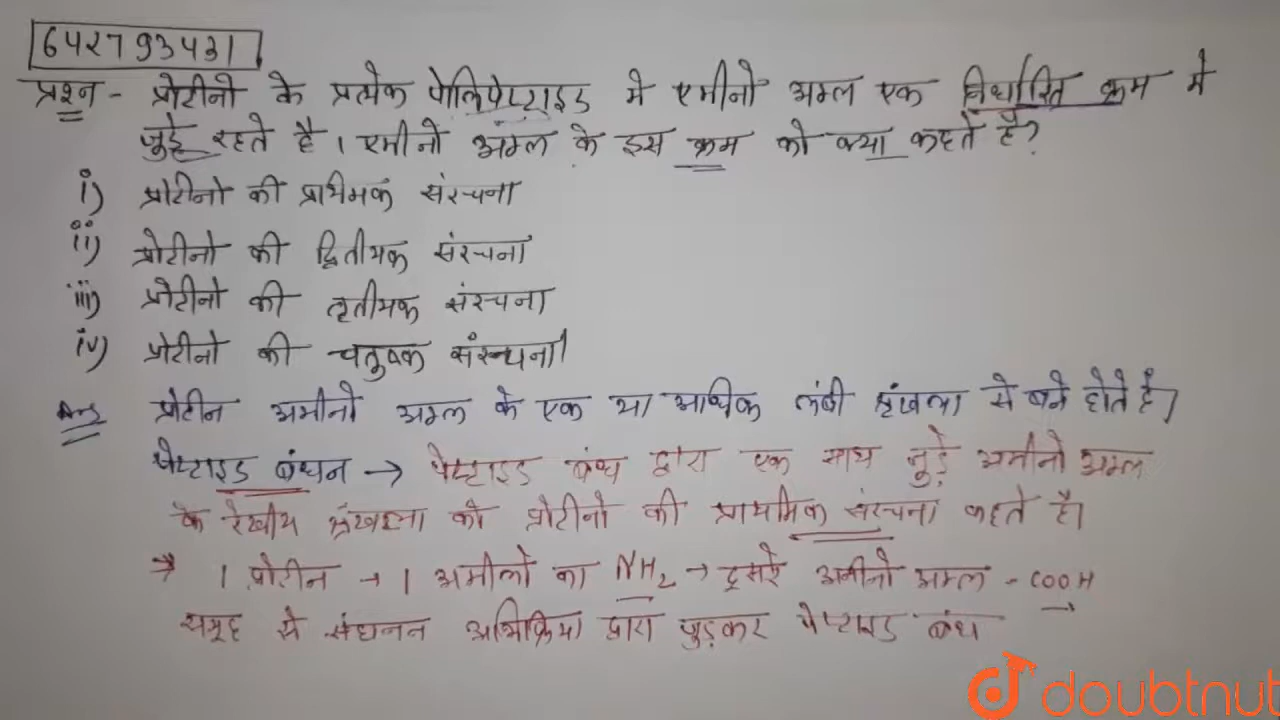 642793431
प्रश्न - प्रोटीनो के प्रत्येक पोलिपेप्टाइड मे एमीनो अम्ल एक निर्धारित क्रम मे
जुड़े रहते है । एमीनो अम्ल के इस क्रम को क्या कहते है?
i) प्रोटीनो की प्राथमिक संरचना
ii) प्रोटीनो की द्वितीयक संरचना
iii) प्रोटीनो की तृतीयक संरचना
iv) प्रोटीनो की चतुष्क संरचना।
Ans प्रोटीन अमीनो अम्ल के एक या अधिक लंबी श्रृंखला से बने होते है।
पेप्टाइड बंधन → पेप्टाइड बंध द्वारा एक साथ जुड़े अमीनो अम्ल
के रेखीय श्रृंखला को प्रोटीनो की प्राथमिक संरचना कहते है।
→ 1 प्रोटीन → 1 अमीलो का NH2 → दूसरे अमीनो अम्ल - COOH
समूह से संघनन अभिक्रिया द्वारा जुड़कर पेप्टाइड बंध
doubtnut